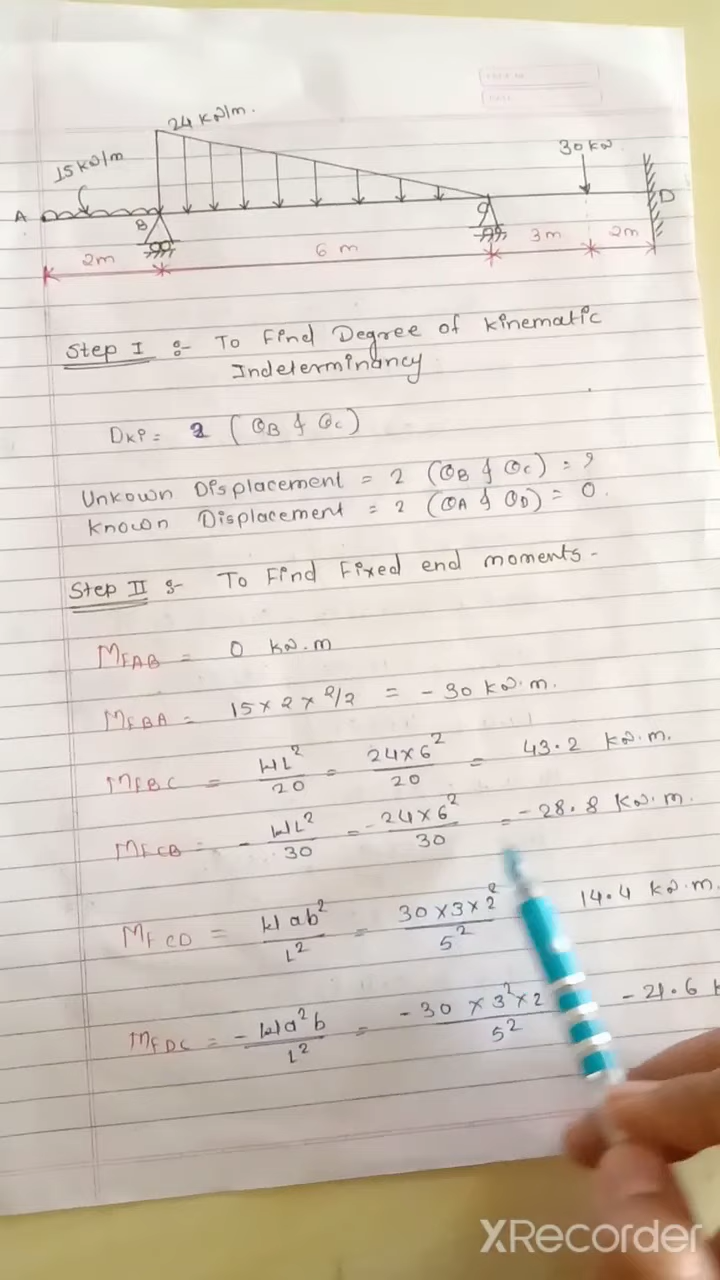 24 kN/m.
15 kN/m
30 kN
A
B
C
D
2m
6 m
3 m
2m
Step I :- To Find Degree of Kinematic
Indeterminancy
Dki = 2 ( θB & θc )
Unkown Displacement = 2 (θB & θc) = ?
Known Displacement = 2 (θA & θD) = 0.
Step II :- To Find Fixed end moments -
MFAB = 0 kN.m
MFBA = 15 × 2 × 2/2 = - 30 kN.m.
MFBC = WL²/20 = 24×6²/20 = 43.2 kN.m.
MFCB = - WL²/30 = - 24×6²/30 = - 28.8 kN.m.
MFCD = Wab²/L² = 30×3×2²/5² 14.4 kN.m.
MFDC = - Wa²b/L² = - 30 × 3² × 2/5² - 21.6 k
XRecorder